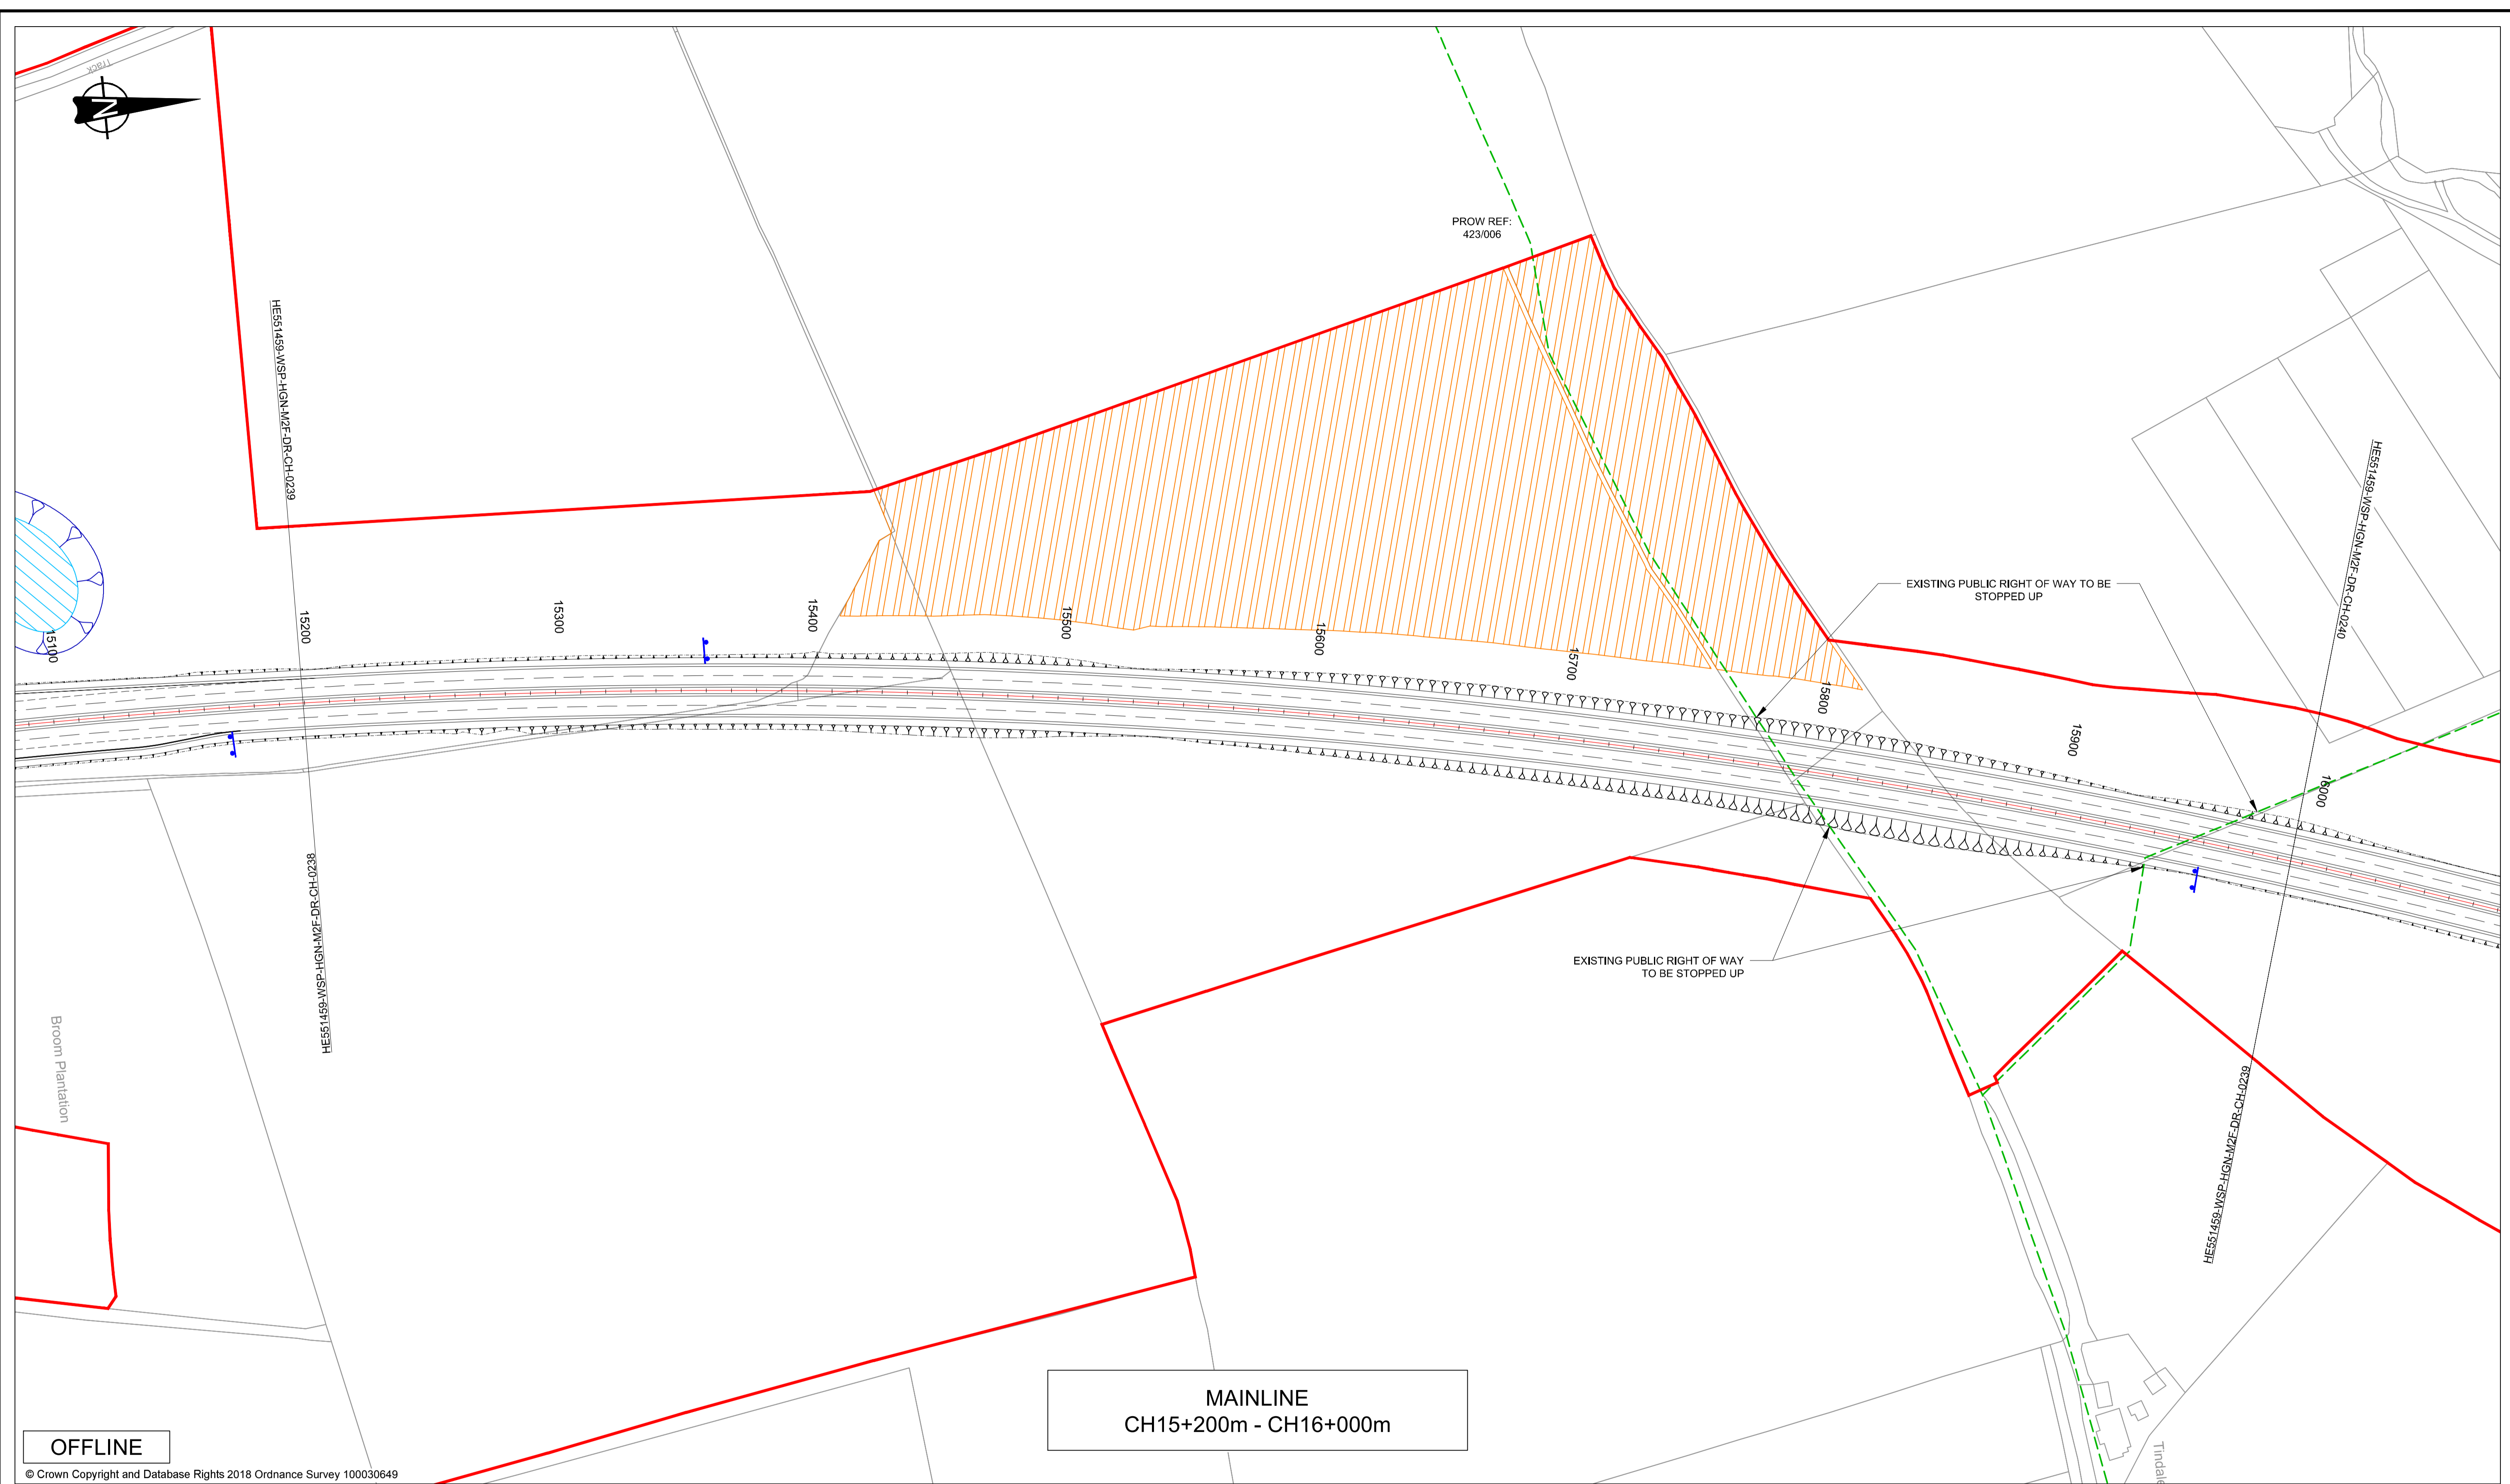 Track
N
PROW REF:
423/006
HE551459-WSP-HGN-M2F-DR-CH-0239
HE551459-WSP-HGN-M2F-DR-CH-0238
15100
15200
15300
15400
15500
15600
15700
15800
15900
16000
EXISTING PUBLIC RIGHT OF WAY TO BE
STOPPED UP
HE551459-WSP-HGN-M2F-DR-CH-0240
HE551459-WSP-HGN-M2F-DR-CH-0239
EXISTING PUBLIC RIGHT OF WAY
TO BE STOPPED UP
Broom Plantation
Tindale
MAINLINE
CH15+200m - CH16+000m
OFFLINE
© Crown Copyright and Database Rights 2018 Ordnance Survey 100030649